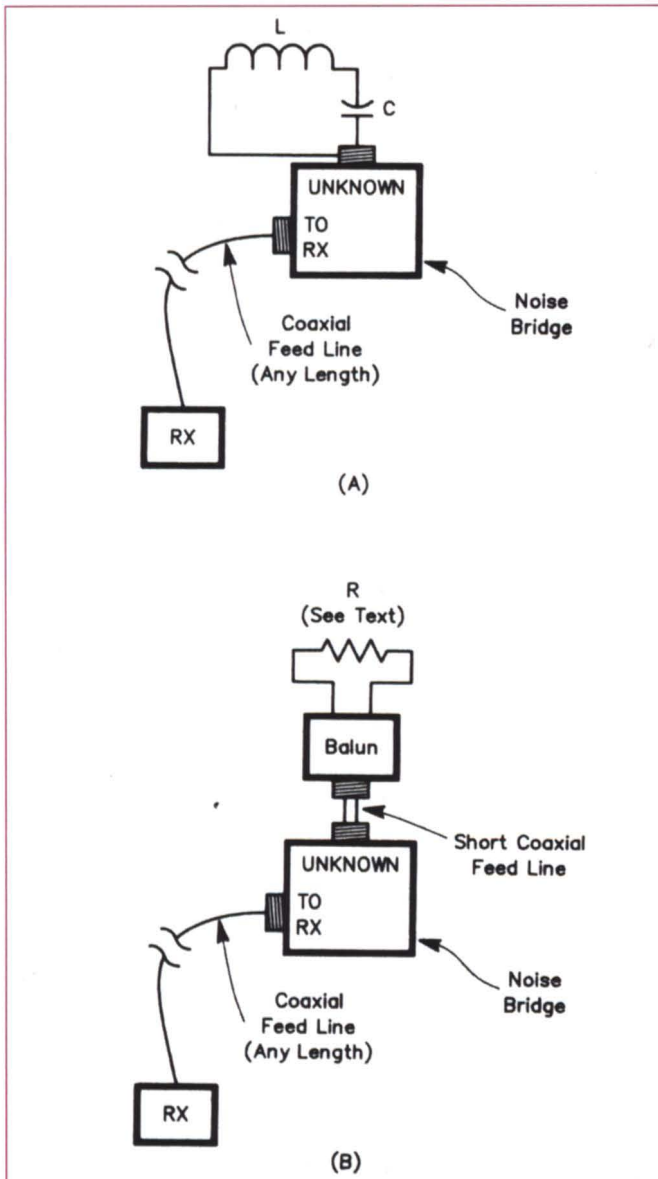 L
C
UNKNOWN
TO
RX
Noise
Bridge
Coaxial
Feed Line
(Any Length)
RX
(A)
R
(See Text)
Balun
Short Coaxial
Feed Line
UNKNOWN
TO
RX
Noise
Bridge
Coaxial
Feed Line
(Any Length)
RX
(B)